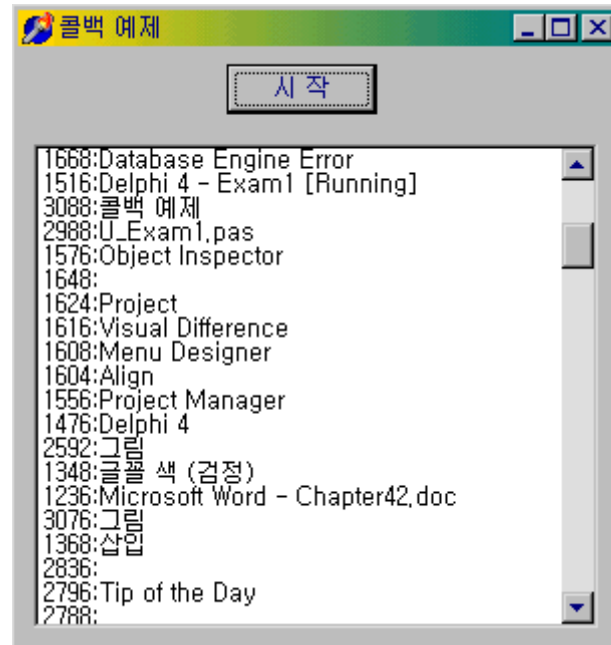 콜백 예제
시 작
1668:Database Engine Error
1516:Delphi 4 - Exam1 [Running]
3088:콜백 예제
2988:U_Exam1.pas
1576:Object Inspector
1648:
1624:Project
1616:Visual Difference
1608:Menu Designer
1604:Align
1556:Project Manager
1476:Delphi 4
2592:그림
1348:글꼴 색 (검정)
1236:Microsoft Word - Chapter42.doc
3076:그림
1368:삽입
2836:
2796:Tip of the Day
2788: